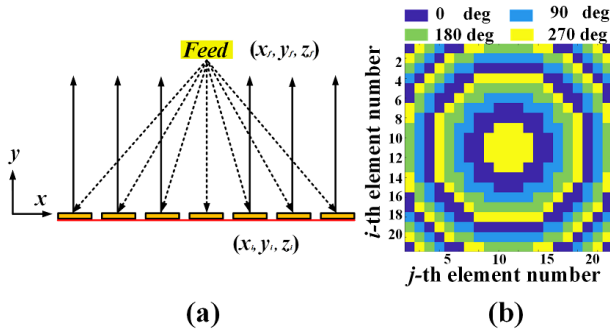 Feed (xf, yf, zf)
y
x
(xi, yi, zi)
(a)
0 deg 90 deg
180 deg 270 deg
2
4
6
8
10
12
14
16
18
20
i-th element number
5 10 15 20
j-th element number
(b)